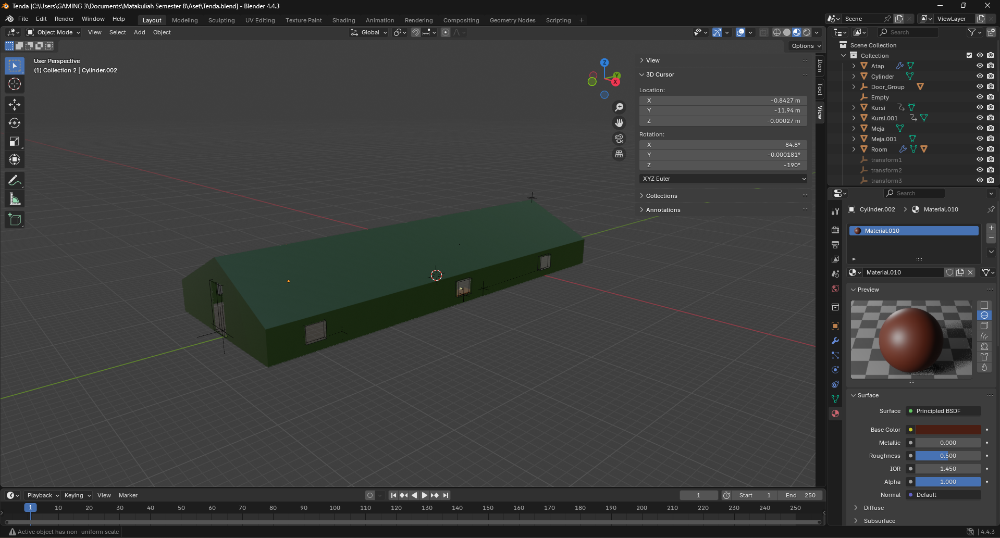 Tenda [C:\Users\GAMING 3\Documents\Matakuliah Semester 8\Aset\Tenda.blend] - Blender 4.4.3
File Edit Render Window Help
Layout Modeling Sculpting UV Editing Texture Paint Shading Animation Rendering Compositing Geometry Nodes Scripting +
Scene
ViewLayer
Object Mode View Select Add Object
Global
Options
User Perspective
(1) Collection 2 | Cylinder.002
Z
Y
X
View
3D Cursor
Location:
X -0.8427 m
Y -11.94 m
Z -0.00027 m
Rotation:
X 84.8°
Y -0.000181°
Z -190°
XYZ Euler
Collections
Annotations
Item
Tool
View
Search
Scene Collection
Collection
Atap
Cylinder
Door_Group
Empty
Kursi
Kursi.001
Meja
Meja.001
Room
transform1
transform2
transform3
Search
Cylinder.002 > Material.010
Material.010
Material.010
Preview
Surface
Surface Principled BSDF
Base Color
Metallic 0.000
Roughness 0.500
IOR 1.450
Alpha 1.000
Normal Default
Diffuse
Subsurface
Playback Keying View Marker
1
Start 1
End 250
1 10 20 30 40 50 60 70 80 90 100 110 120 130 140 150 160 170 180 190 200 210 220 230 240 250
Active object has non-uniform scale
4.4.3